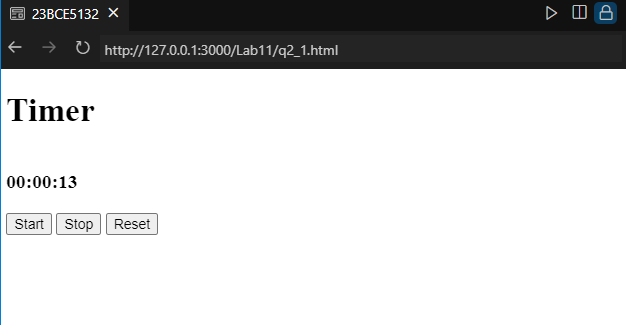 23BCE5132
http://127.0.0.1:3000/Lab11/q2_1.html
Timer
00:00:13
Start Stop Reset